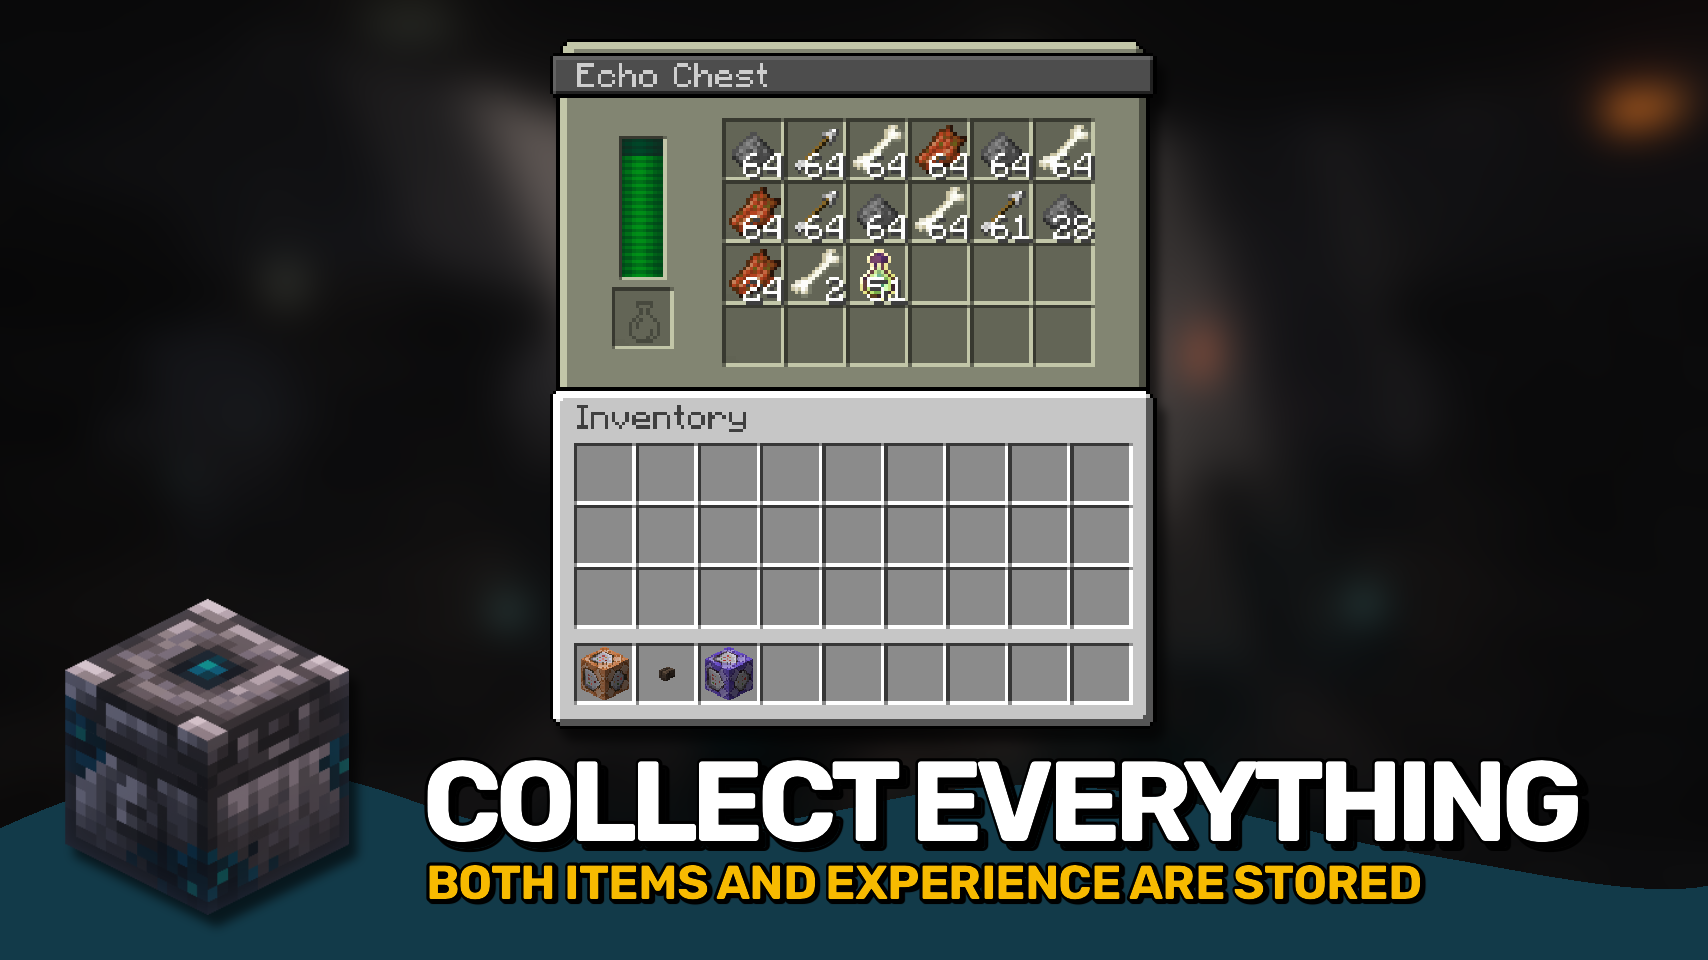 Echo Chest
64 64 64 64 64 64
64 64 64 64 61 28
24 2 51
Inventory
COLLECT EVERYTHING
BOTH ITEMS AND EXPERIENCE ARE STORED